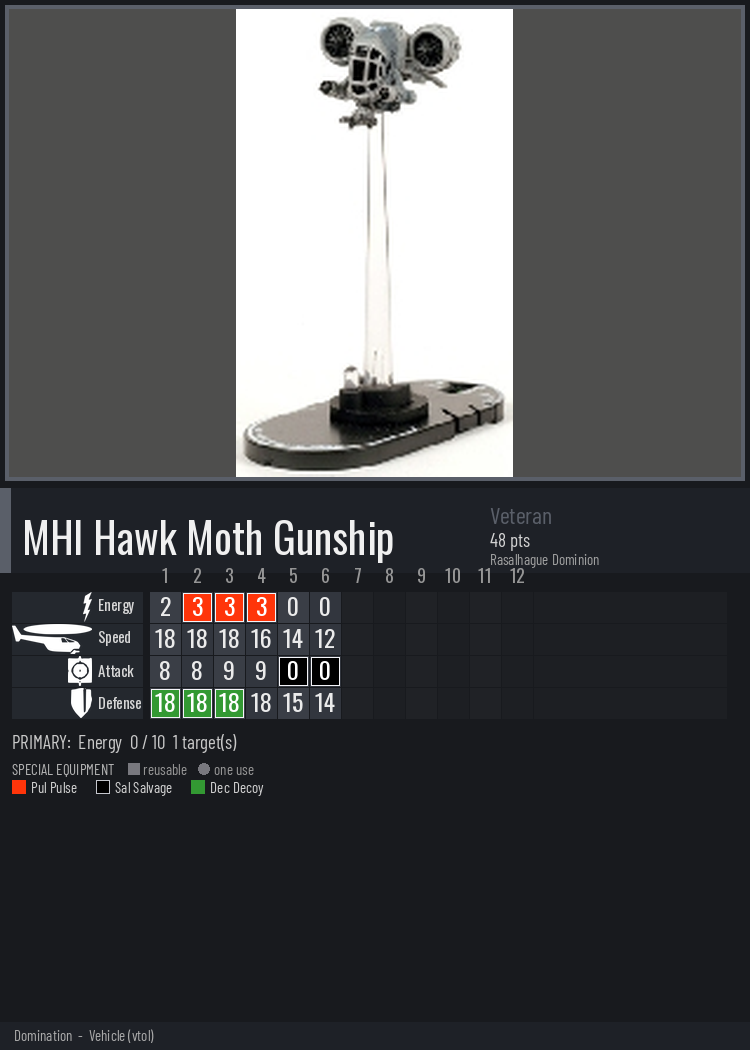 MHI Hawk Moth Gunship
Veteran
48 pts
Rasalhague Dominion
1 2 3 4 5 6 7 8 9 10 11 12
Energy 2 3 3 3 0 0
Speed 18 18 18 16 14 12
Attack 8 8 9 9 0 0
Defense 18 18 18 18 15 14
PRIMARY: Energy 0 / 10 1 target(s)
SPECIAL EQUIPMENT reusable one use
Pul Pulse Sal Salvage Dec Decoy
Domination - Vehicle (vtol)